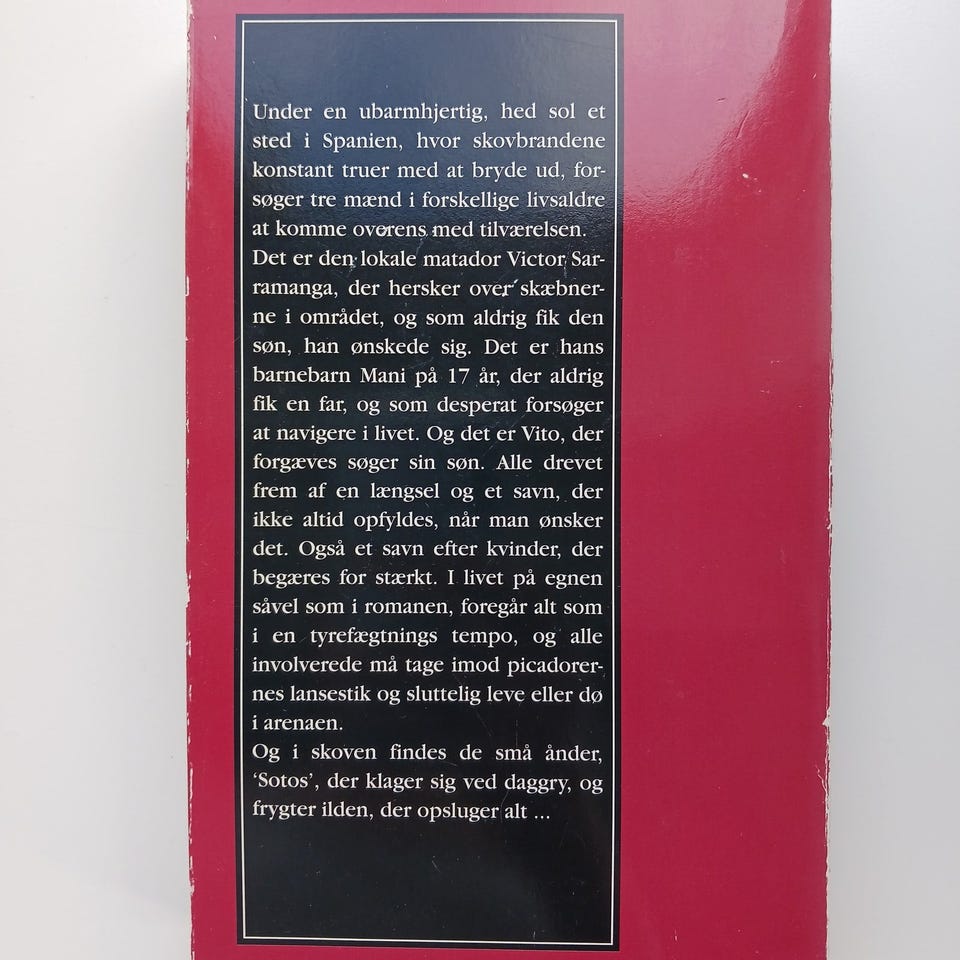 Under en ubarmhjertig, hed sol et
sted i Spanien, hvor skovbrandene
konstant truer med at bryde ud, for-
søger tre mænd i forskellige livsaldre
at komme overens med tilværelsen.
Det er den lokale matador Victor Sar-
ramanga, der hersker over skæbner-
ne i området, og som aldrig fik den
søn, han ønskede sig. Det er hans
barnebarn Mani på 17 år, der aldrig
fik en far, og som desperat forsøger
at navigere i livet. Og det er Vito, der
forgæves søger sin søn. Alle drevet
frem af en længsel og et savn, der
ikke altid opfyldes, når man ønsker
det. Også et savn efter kvinder, der
begæres for stærkt. I livet på egnen
såvel som i romanen, foregår alt som
i en tyrefægtnings tempo, og alle
involverede må tage imod picadorer-
nes lansestik og sluttelig leve eller dø
i arenaen.
Og i skoven findes de små ånder,
‘Sotos’, der klager sig ved daggry, og
frygter ilden, der opsluger alt ...